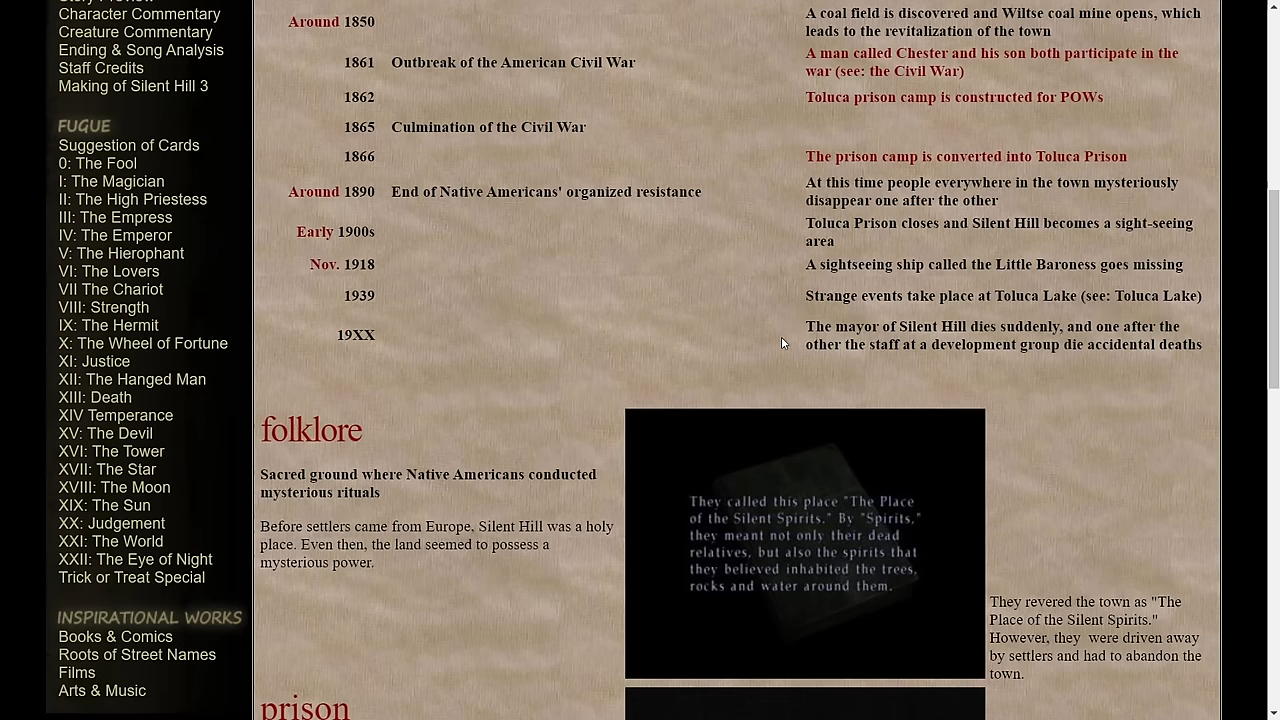 Character Commentary
Creature Commentary
Ending & Song Analysis
Staff Credits
Making of Silent Hill 3
FUGUE
Suggestion of Cards
0: The Fool
I: The Magician
II: The High Priestess
III: The Empress
IV: The Emperor
V: The Hierophant
VI: The Lovers
VII The Chariot
VIII: Strength
IX: The Hermit
X: The Wheel of Fortune
XI: Justice
XII: The Hanged Man
XIII: Death
XIV Temperance
XV: The Devil
XVI: The Tower
XVII: The Star
XVIII: The Moon
XIX: The Sun
XX: Judgement
XXI: The World
XXII: The Eye of Night
Trick or Treat Special
INSPIRATIONAL WORKS
Books & Comics
Roots of Street Names
Films
Arts & Music
Around 1850
A coal field is discovered and Wiltse coal mine opens, which
leads to the revitalization of the town
1861 Outbreak of the American Civil War
A man called Chester and his son both participate in the
war (see: the Civil War)
1862
Toluca prison camp is constructed for POWs
1865 Culmination of the Civil War
1866
The prison camp is converted into Toluca Prison
Around 1890 End of Native Americans' organized resistance
At this time people everywhere in the town mysteriously
disappear one after the other
Early 1900s
Toluca Prison closes and Silent Hill becomes a sight-seeing
area
Nov. 1918
A sightseeing ship called the Little Baroness goes missing
1939
Strange events take place at Toluca Lake (see: Toluca Lake)
19XX
The mayor of Silent Hill dies suddenly, and one after the
other the staff at a development group die accidental deaths
folklore
Sacred ground where Native Americans conducted
mysterious rituals
Before settlers came from Europe, Silent Hill was a holy
place. Even then, the land seemed to possess a
mysterious power.
They called this place "The Place
of the Silent Spirits." By "Spirits,"
they meant not only their dead
relatives, but also the spirits that
they believed inhabited the trees,
rocks and water around them.
They revered the town as "The
Place of the Silent Spirits."
However, they were driven away
by settlers and had to abandon the
town.
prison